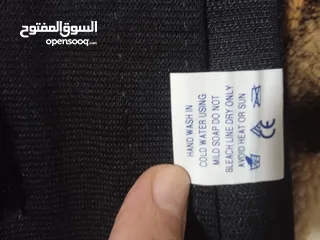 السوق المفتوح
opensooq.com
HAND WASH IN
COLD WATER USING
MILD SOAP DO NOT
BLEACH LINE DRY ONLY
AVOID HEAT OR SUN
CE